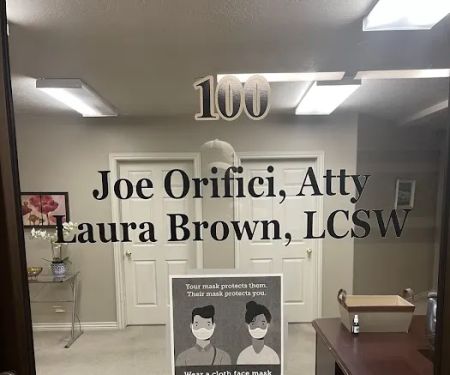 100
Joe Orifici, Atty
Laura Brown, LCSW
Your mask protects them.
Their mask protects you.
Wear a cloth face mask